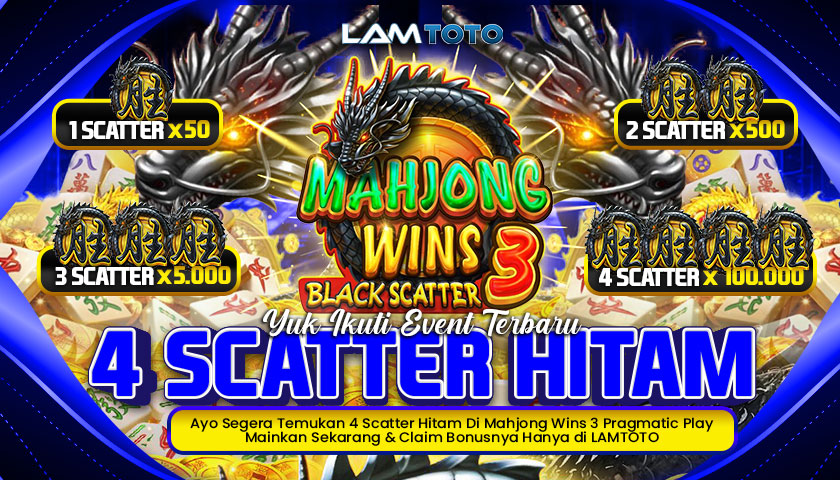 LAMTOTO
1 SCATTER x50
2 SCATTER x500
MAHJONG
WINS 3
BLACK SCATTER
3 SCATTER x5.000
4 SCATTER x 100.000
Yuk Ikuti Event Terbaru
4 SCATTER HITAM
Ayo Segera Temukan 4 Scatter Hitam Di Mahjong Wins 3 Pragmatic Play
Mainkan Sekarang & Claim Bonusnya Hanya di LAMTOTO